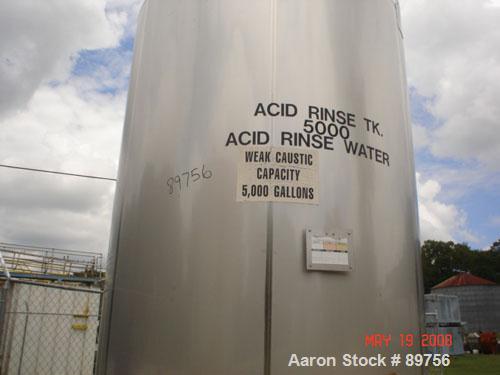 ACID RINSE TK.
5000
ACID RINSE WATER
WEAK CAUSTIC
CAPACITY
5,000 GALLONS
89756
MAY 19 2008
Aaron Stock # 89756